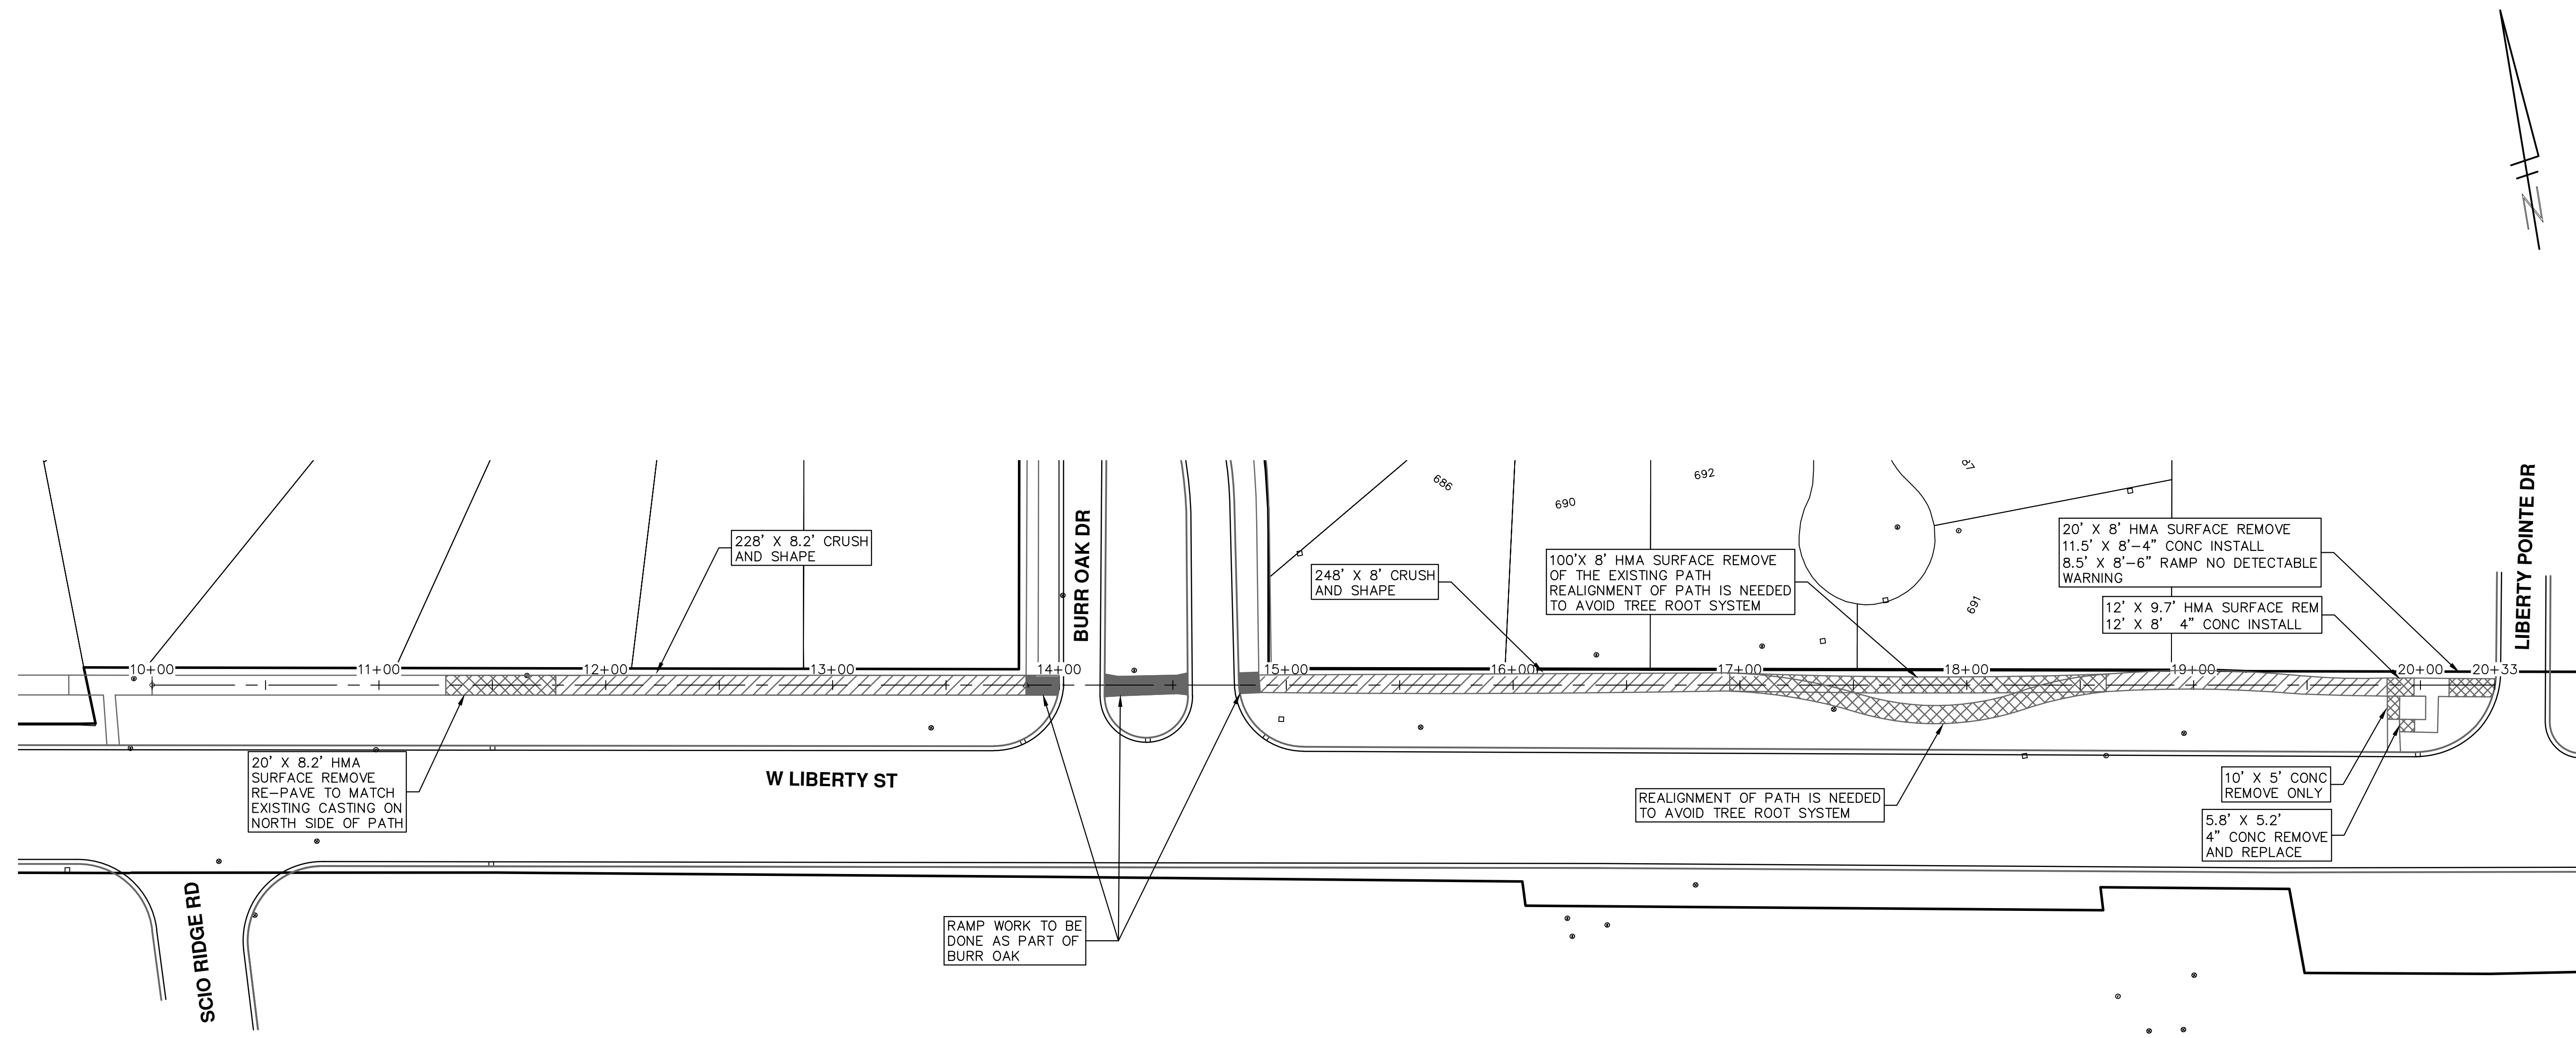 N
686
690
692
691
BURR OAK DR
LIBERTY POINTE DR
228' X 8.2' CRUSH
AND SHAPE
248' X 8' CRUSH
AND SHAPE
100'X 8' HMA SURFACE REMOVE
OF THE EXISTING PATH
REALIGNMENT OF PATH IS NEEDED
TO AVOID TREE ROOT SYSTEM
20' X 8' HMA SURFACE REMOVE
11.5' X 8'-4" CONC INSTALL
8.5' X 8'-6" RAMP NO DETECTABLE
WARNING
12' X 9.7' HMA SURFACE REM
12' X 8' 4" CONC INSTALL
10+00
11+00
12+00
13+00
14+00
15+00
16+00
17+00
18+00
19+00
20+00
20+33
20' X 8.2' HMA
SURFACE REMOVE
RE-PAVE TO MATCH
EXISTING CASTING ON
NORTH SIDE OF PATH
W LIBERTY ST
REALIGNMENT OF PATH IS NEEDED
TO AVOID TREE ROOT SYSTEM
10' X 5' CONC
REMOVE ONLY
5.8' X 5.2'
4" CONC REMOVE
AND REPLACE
SCIO RIDGE RD
RAMP WORK TO BE
DONE AS PART OF
BURR OAK